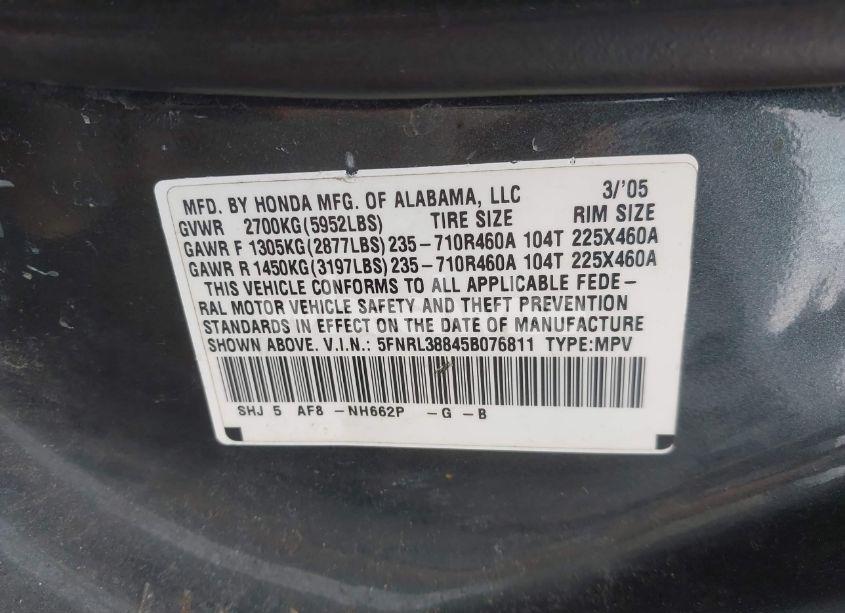 MFD. BY HONDA MFG. OF ALABAMA, LLC 3/'05
GVWR 2700KG(5952LBS) TIRE SIZE RIM SIZE
GAWR F 1305KG(2877LBS) 235-710R460A 104T 225X460A
GAWR R 1450KG(3197LBS) 235-710R460A 104T 225X460A
THIS VEHICLE CONFORMS TO ALL APPLICABLE FEDE-
RAL MOTOR VEHICLE SAFETY AND THEFT PREVENTION
STANDARDS IN EFFECT ON THE DATE OF MANUFACTURE
SHOWN ABOVE. V.I.N.: 5FNRL38845B076811 TYPE:MPV
SHJ 5 AF8 -NH662P -G -B